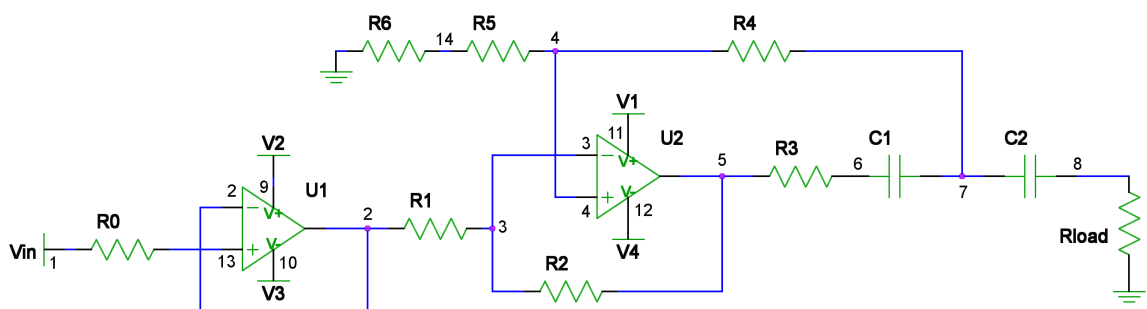 R6 14 R5 4 R4
V1
11 U2
3 V+ 5 R3 6 C1 7 C2 8
V-
4 12
V4
V2
2 9 U1
V+ 2 R1 3
Vin 1 R0 13 V- 10
V3
R2
Rload